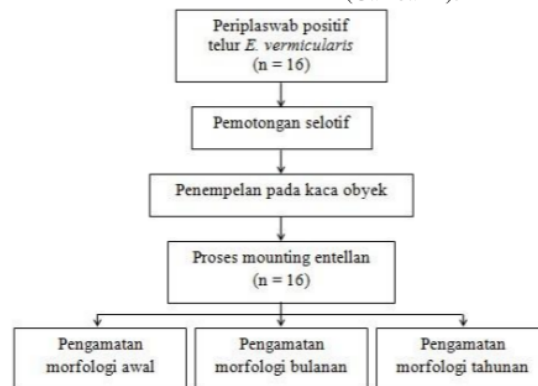 Periplaswab positif
telur E. vermicularis
(n = 16)
Pemotongan selotif
Penempelan pada kaca obyek
Proses mounting entellan
(n = 16)
Pengamatan
morfologi awal
Pengamatan
morfologi bulanan
Pengamatan
morfologi tahunan